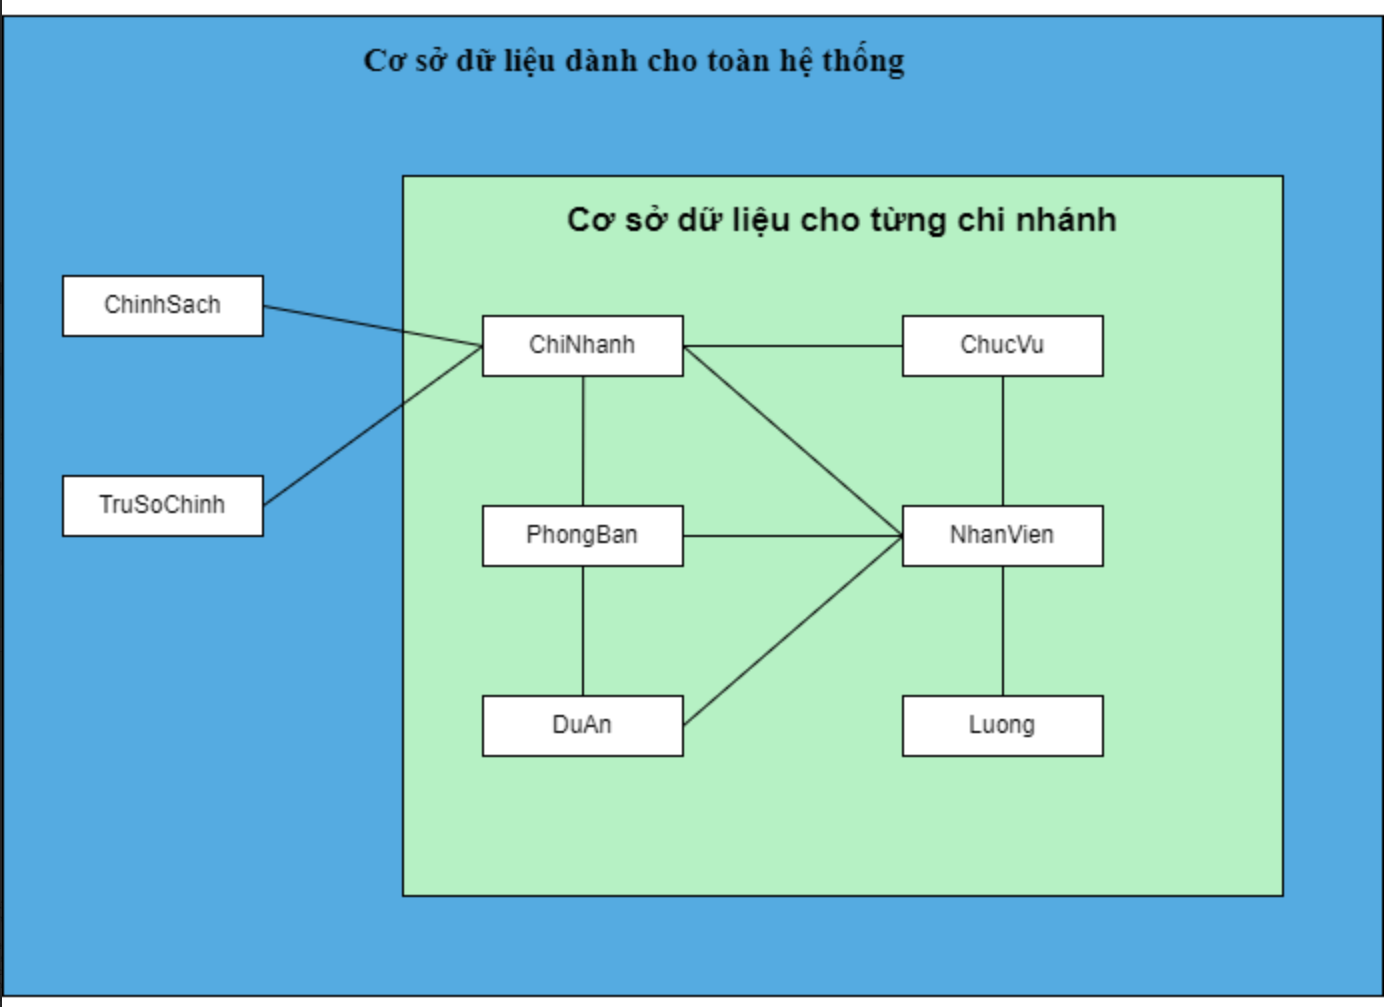 Cơ sở dữ liệu dành cho toàn hệ thống
Cơ sở dữ liệu cho từng chi nhánh
ChinhSach
ChiNhanh
ChucVu
TruSoChinh
PhongBan
NhanVien
DuAn
Luong